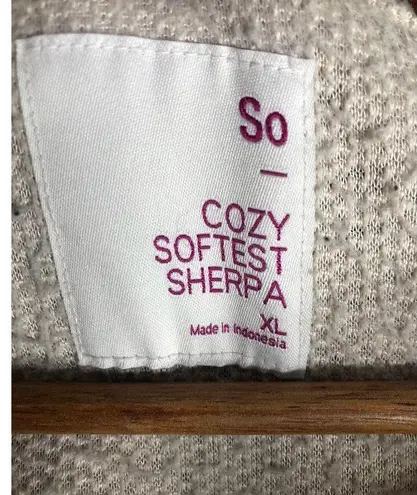 So
—
COZY
SOFTEST
SHERPA
XL
Made in Indonesia